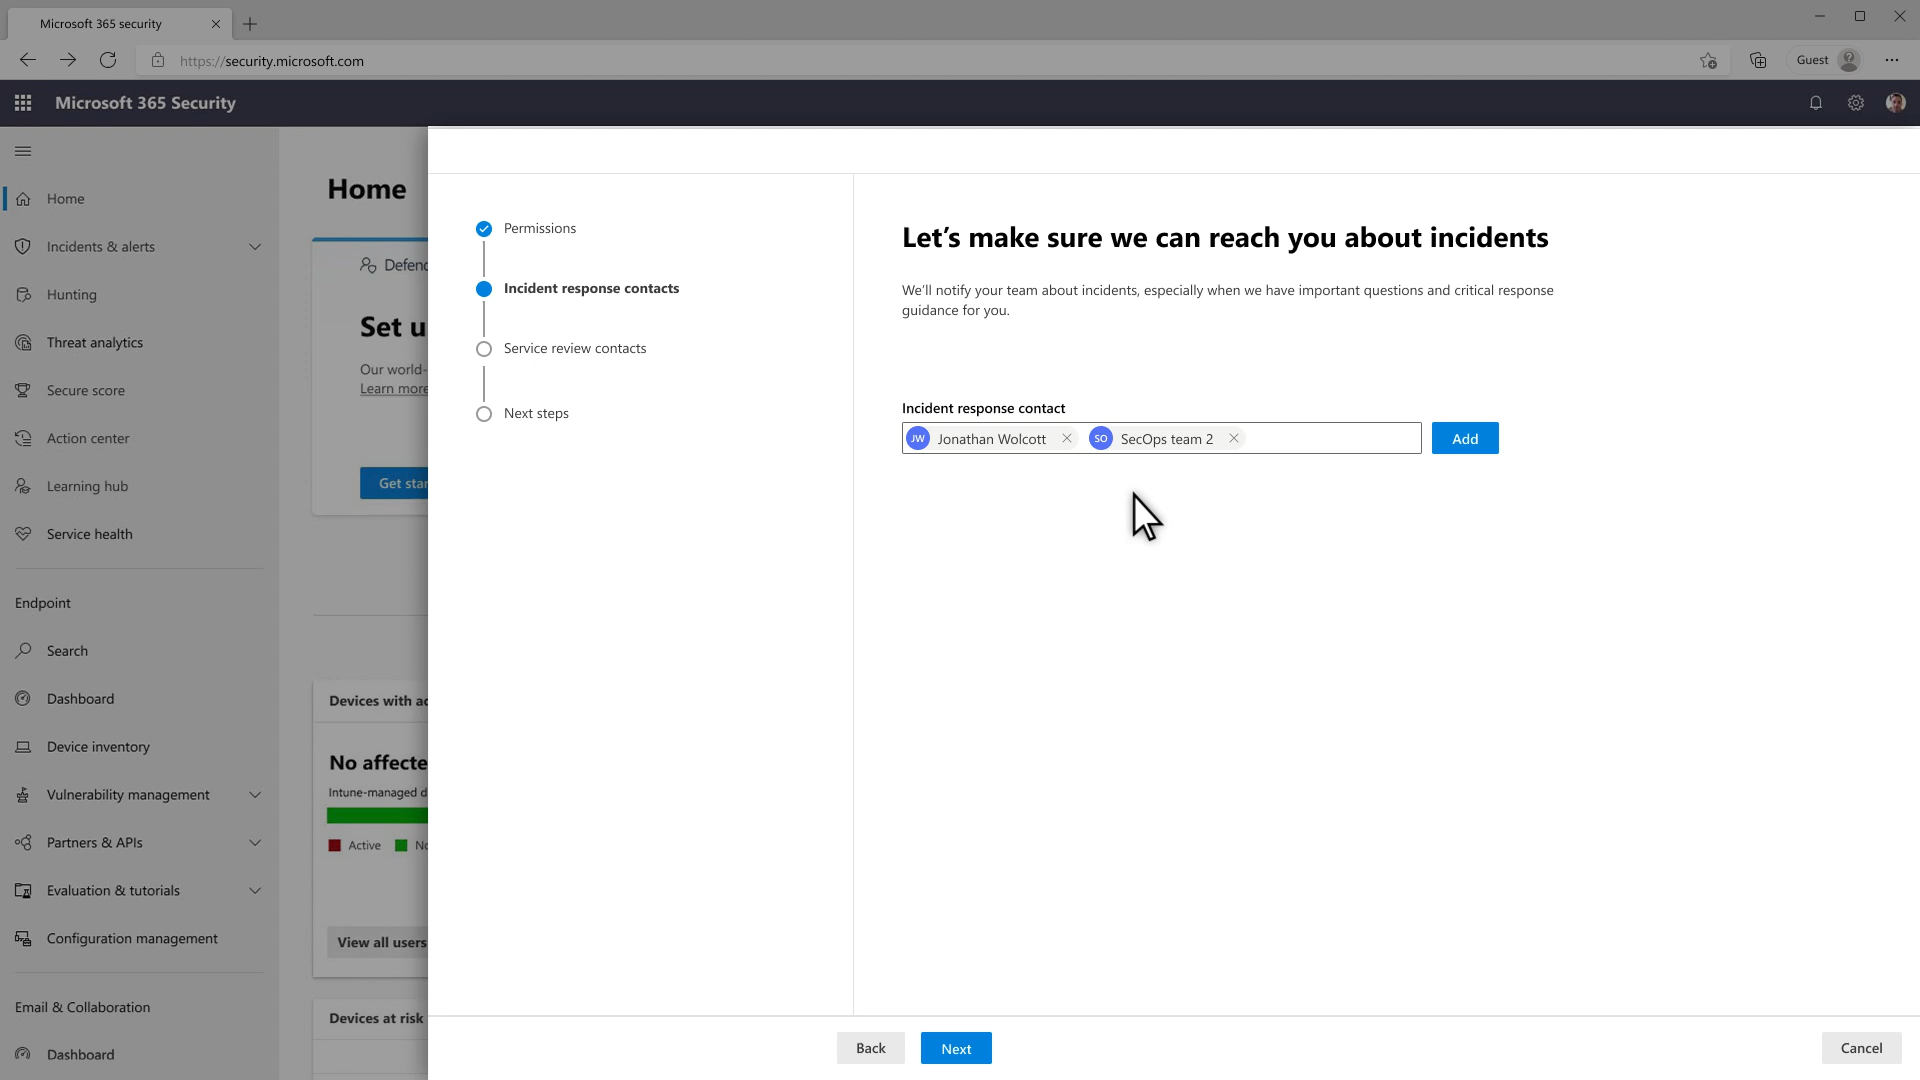 Microsoft 365 security
https://security.microsoft.com
Guest
Microsoft 365 Security
Home
Incidents & alerts
Hunting
Threat analytics
Secure score
Action center
Learning hub
Service health
Endpoint
Search
Dashboard
Device inventory
Vulnerability management
Partners & APIs
Evaluation & tutorials
Configuration management
Email & Collaboration
Dashboard
Home
Defend
Set u
Our world-
Learn more
Get star
Devices with ac
No affecte
Intune-managed d
Active
No
View all users
Devices at risk
Permissions
Incident response contacts
Service review contacts
Next steps
Let’s make sure we can reach you about incidents
We’ll notify your team about incidents, especially when we have important questions and critical response
guidance for you.
Incident response contact
JW Jonathan Wolcott SO SecOps team 2 Add
Back Next Cancel